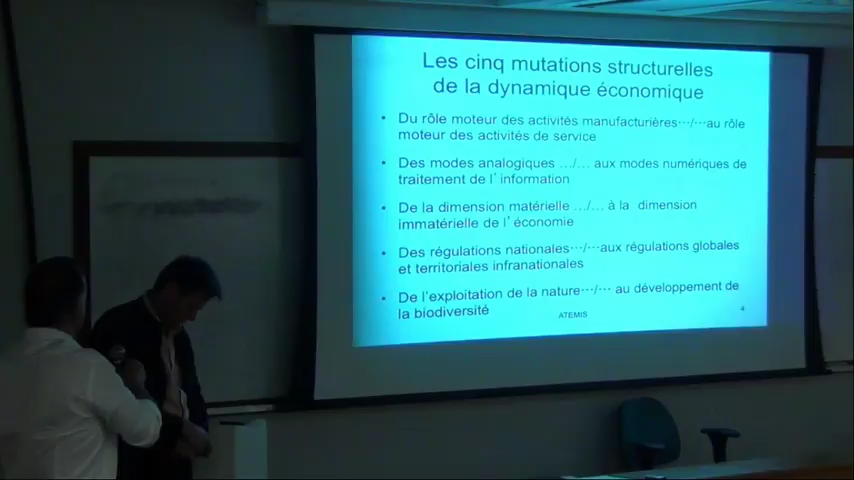 Les cinq mutations structurelles
de la dynamique économique
• Du rôle moteur des activités manufacturières…/…au rôle
moteur des activités de service
• Des modes analogiques …/… aux modes numériques de
traitement de l’information
• De la dimension matérielle …/… à la dimension
immatérielle de l’économie
• Des régulations nationales…/…aux régulations globales
et territoriales infranationales
• De l'exploitation de la nature…/… au développement de
la biodiversité
ATEMIS
4